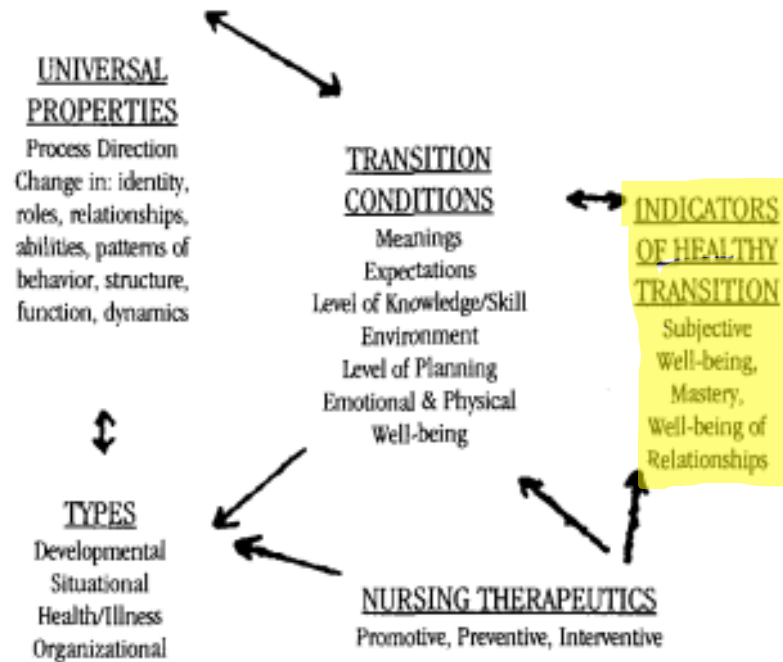 UNIVERSAL
PROPERTIES
Process Direction
Change in: identity,
roles, relationships,
abilities, patterns of
behavior, structure,
function, dynamics
TRANSITION
CONDITIONS
Meanings
Expectations
Level of Knowledge/Skill
Environment
Level of Planning
Emotional & Physical
Well-being
INDICATORS
OF HEALTHY
TRANSITION
Subjective
Well-being,
Mastery,
Well-being of
Relationships
TYPES
Developmental
Situational
Health/Illness
Organizational
NURSING THERAPEUTICS
Promotive, Preventive, Interventive